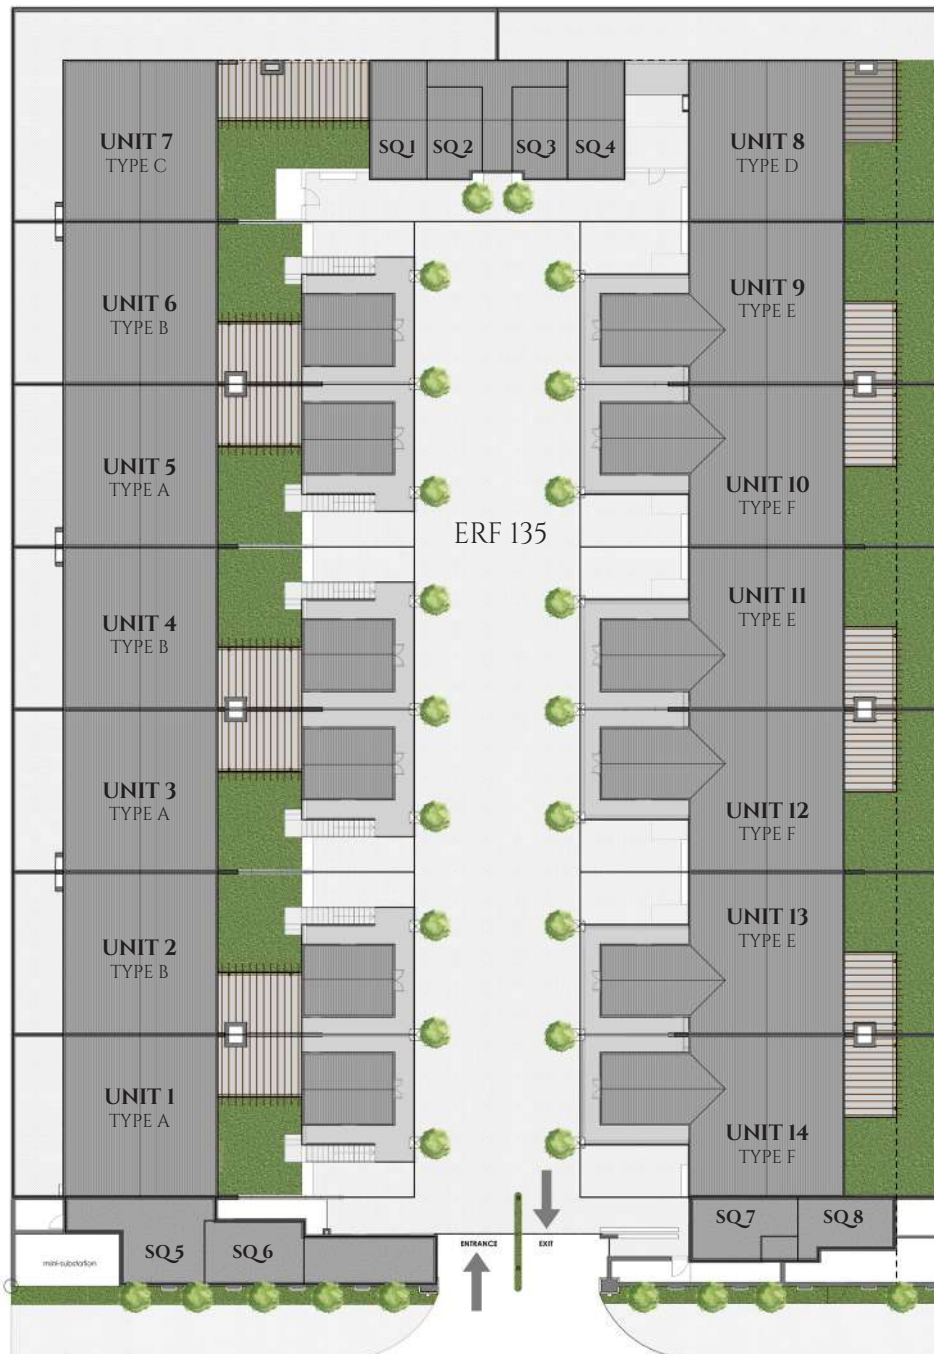 UNIT 7
TYPE C
SQ 1
SQ 2
SQ 3
SQ 4
UNIT 8
TYPE D
UNIT 6
TYPE B
UNIT 9
TYPE E
UNIT 5
TYPE A
UNIT 10
TYPE F
ERF 135
UNIT 4
TYPE B
UNIT 11
TYPE E
UNIT 3
TYPE A
UNIT 12
TYPE F
UNIT 2
TYPE B
UNIT 13
TYPE E
UNIT 1
TYPE A
UNIT 14
TYPE F
SQ 7
SQ 8
SQ 5
SQ 6
ENTRANCE
EXIT
mini-substation